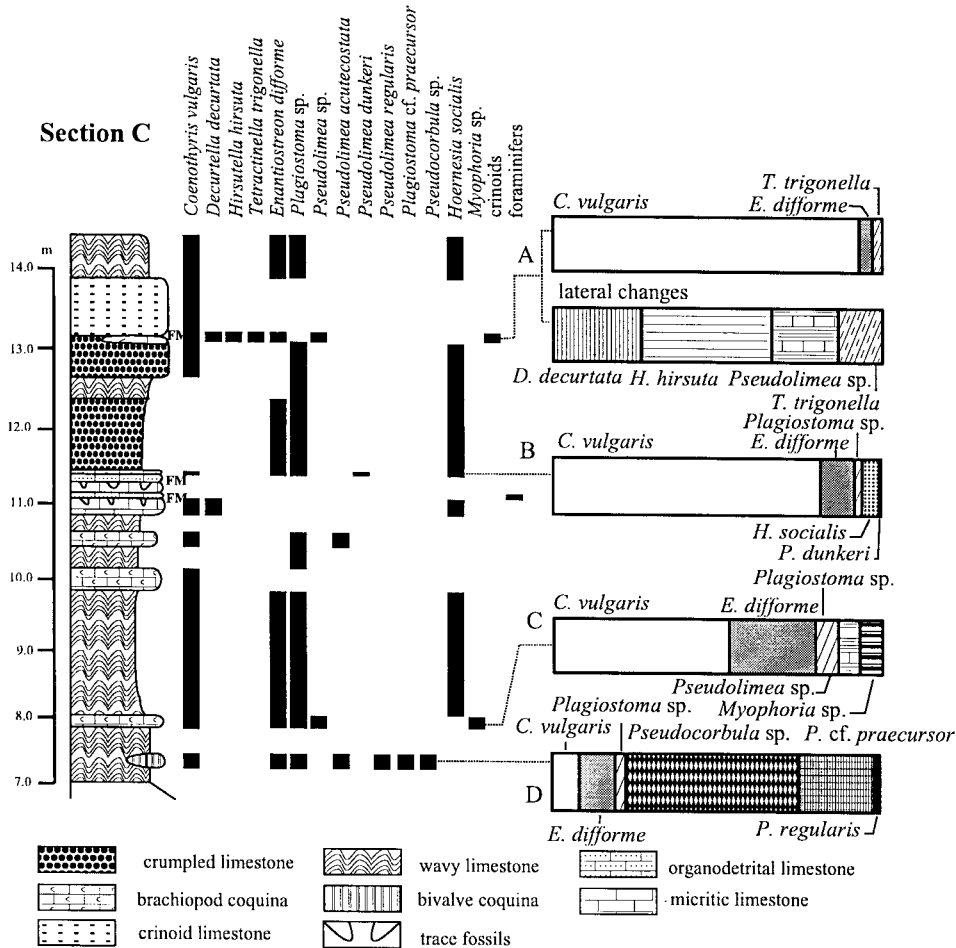 Section C
Coenothyris vulgaris
Decurtella decurtata
Hirsutella hirsuta
Tetractinella trigonella
Enantiostreon difforme
Plagiostoma sp.
Pseudolimea sp.
Pseudolimea acutecostata
Pseudolimea dunkeri
Pseudolimea regularis
Plagiostoma cf. praecursor
Pseudocorbula sp.
Hoernesia socialis
Myophoria sp.
crinoids
foraminifers
m
14.0
13.0
12.0
11.0
10.0
9.0
8.0
7.0
FM
FM
FM
A
T. trigonella
C. vulgaris
E. difforme
lateral changes
D. decurtata
H. hirsuta
Pseudolimea sp.
T. trigonella
B
Plagiostoma sp.
C. vulgaris
E. difforme
H. socialis
P. dunkeri
C
Plagiostoma sp.
C. vulgaris
E. difforme
Pseudolimea sp.
Myophoria sp.
D
Plagiostoma sp.
C. vulgaris
Pseudocorbula sp.
P. cf. praecursor
E. difforme
P. regularis
crumpled limestone
wavy limestone
organodetrital limestone
brachiopod coquina
bivalve coquina
micritic limestone
crinoid limestone
trace fossils